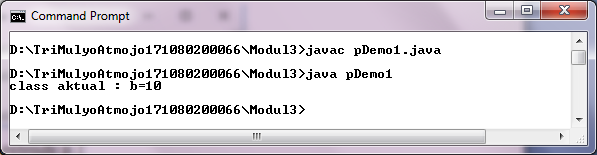 Command Prompt
D:\TriMulyoAtmojo171080200066\Modul3>javac pDemo1.java
D:\TriMulyoAtmojo171080200066\Modul3>java pDemo1
class aktual : b=10
D:\TriMulyoAtmojo171080200066\Modul3>